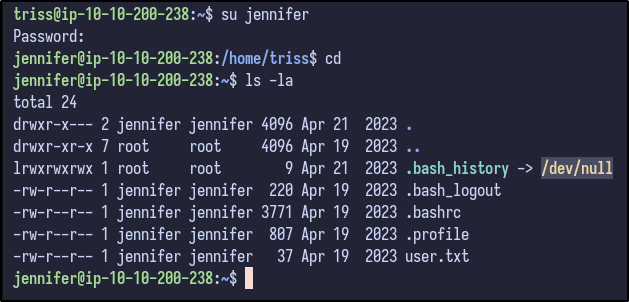 triss@ip-10-10-200-238:~$ su jennifer
Password:
jennifer@ip-10-10-200-238:/home/triss$ cd
jennifer@ip-10-10-200-238:~$ ls -la
total 24
drwxr-x--- 2 jennifer jennifer 4096 Apr 21  2023 .
drwxr-xr-x 7 root     root     4096 Apr 19  2023 ..
lrwxrwxrwx 1 root     root        9 Apr 21  2023 .bash_history -> /dev/null
-rw-r--r-- 1 jennifer jennifer  220 Apr 19  2023 .bash_logout
-rw-r--r-- 1 jennifer jennifer 3771 Apr 19  2023 .bashrc
-rw-r--r-- 1 jennifer jennifer  807 Apr 19  2023 .profile
-rw-r--r-- 1 jennifer jennifer   37 Apr 19  2023 user.txt
jennifer@ip-10-10-200-238:~$